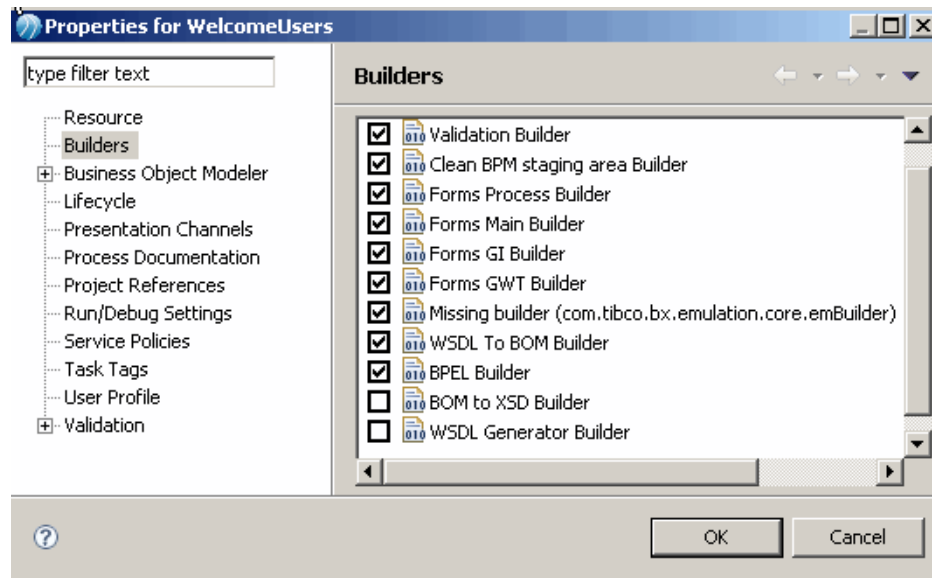 Properties for WelcomeUsers
type filter text
Resource
Builders
Business Object Modeler
Lifecycle
Presentation Channels
Process Documentation
Project References
Run/Debug Settings
Service Policies
Task Tags
User Profile
Validation
Builders
Validation Builder
Clean BPM staging area Builder
Forms Process Builder
Forms Main Builder
Forms GI Builder
Forms GWT Builder
Missing builder (com.tibco.bx.emulation.core.emBuilder)
WSDL To BOM Builder
BPEL Builder
BOM to XSD Builder
WSDL Generator Builder
OK
Cancel